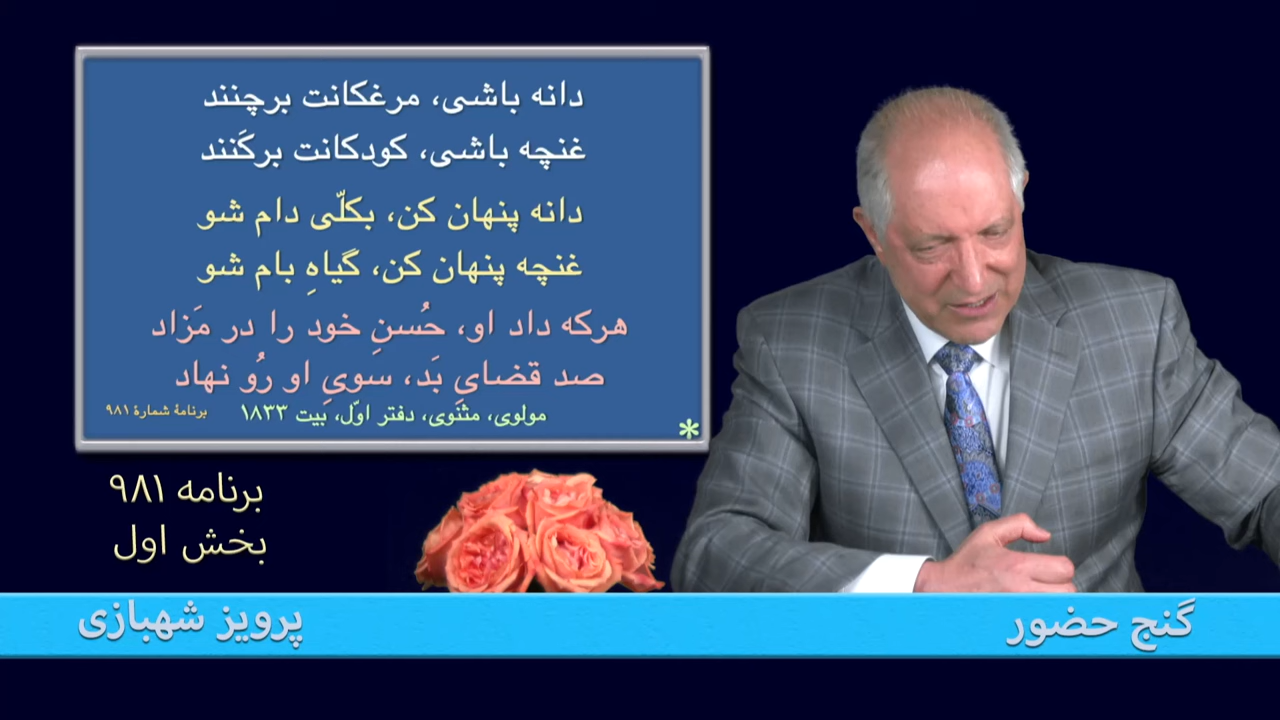 دانه باشی، مرغکانت برچنند
غنچه باشی، کودکانت برکَنند
دانه پنهان کن، بکلّی دام شو
غنچه پنهان کن، گیاهِ بام شو
هرکه داد او، حُسنِ خود را در مَزاد
صد قضایِ بَد، سویِ او رُو نهاد
مولوی، مثنوی، دفتر اوّل، بیت ۱۸۳۳
برنامهٔ شمارهٔ ۹۸۱
*
برنامه ۹۸۱
بخش اول
گنج حضور
پرویز شهبازی